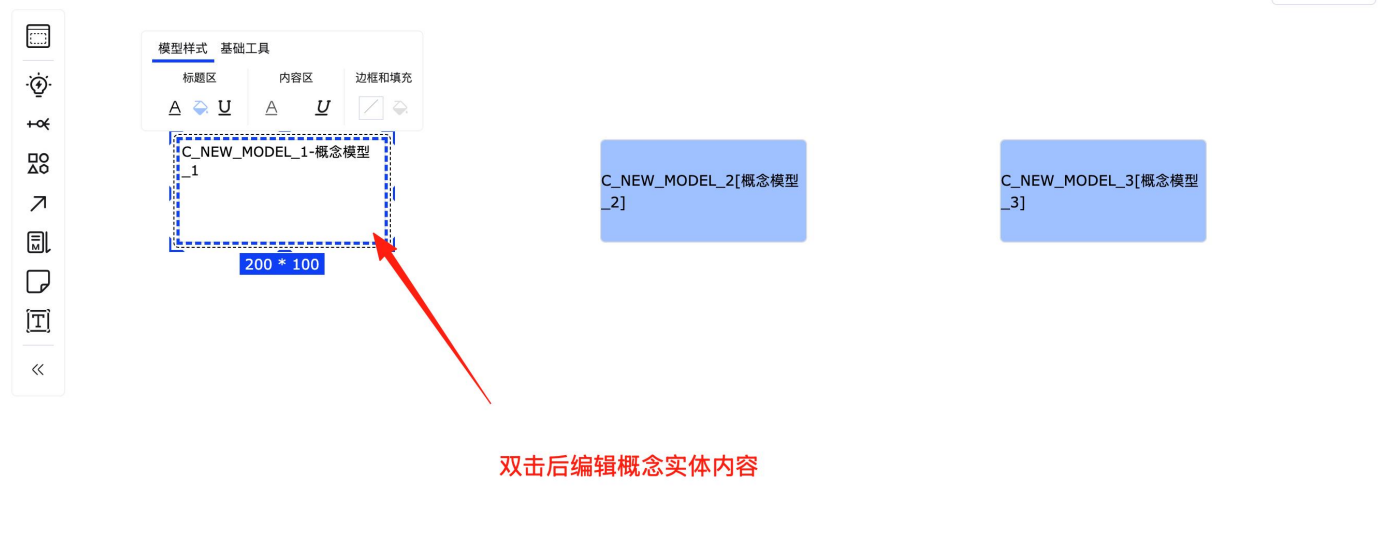 模型样式 基础工具
标题区 内容区 边框和填充
A U A U
C_NEW_MODEL_1-概念模型
_1
200 * 100
C_NEW_MODEL_2[概念模型
_2]
C_NEW_MODEL_3[概念模型
_3]
M
T
双击后编辑概念实体内容